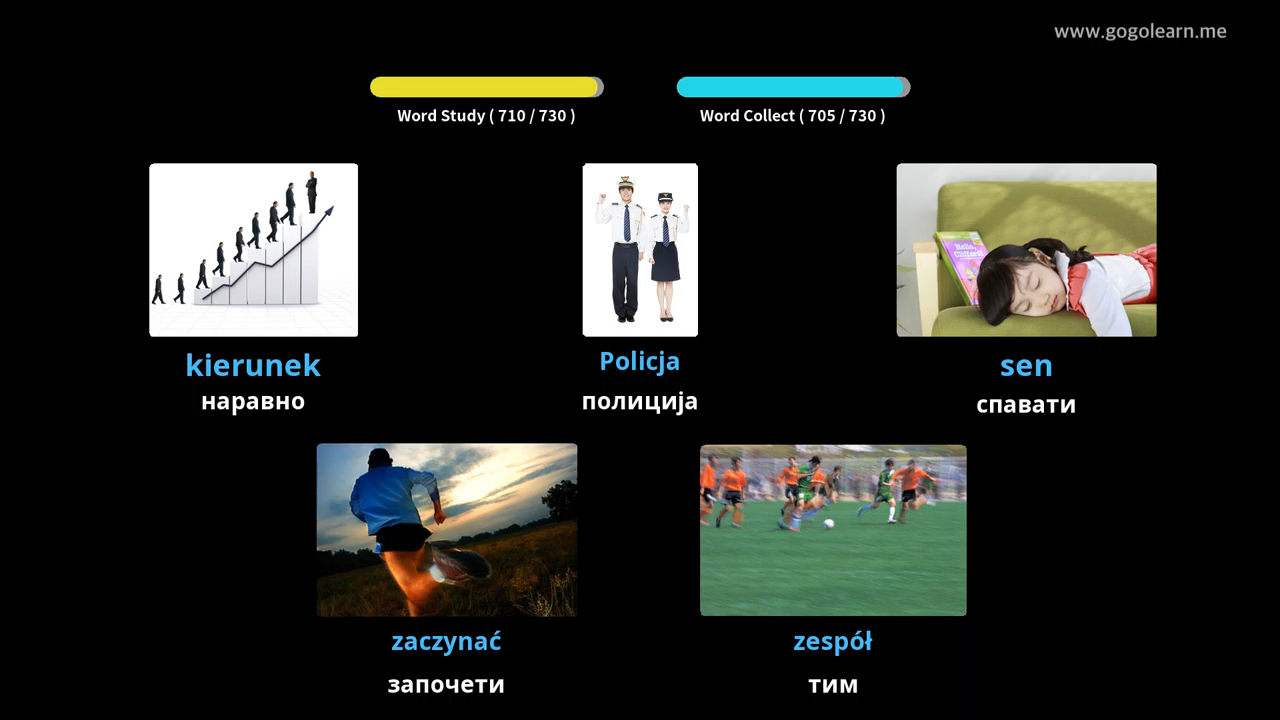 www.gogolearn.me
Word Study ( 710 / 730 )
Word Collect ( 705 / 730 )
kierunek
наравно
Policja
полиција
sen
спавати
zaczynać
започети
zespół
тим